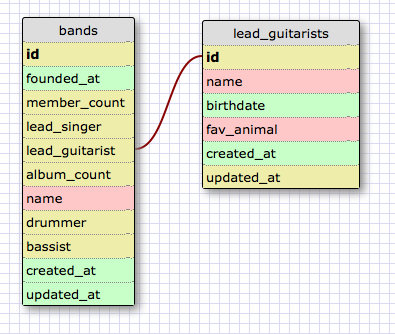 bands
id
founded_at
member_count
lead_singer
lead_guitarist
album_count
name
drummer
bassist
created_at
updated_at
lead_guitarists
id
name
birthdate
fav_animal
created_at
updated_at